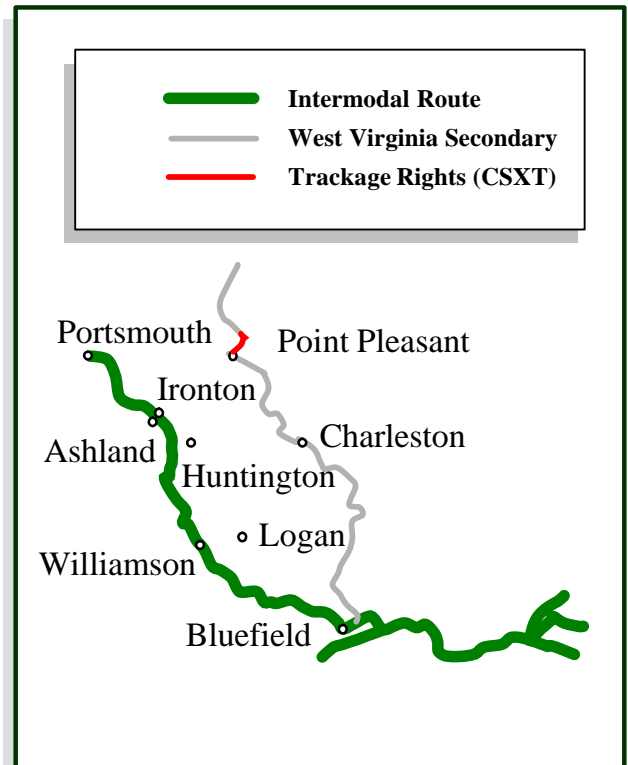 Intermodal Route
West Virginia Secondary
Trackage Rights (CSXT)
Portsmouth
Point Pleasant
Ironton
Ashland
Charleston
Huntington
Logan
Williamson
Bluefield